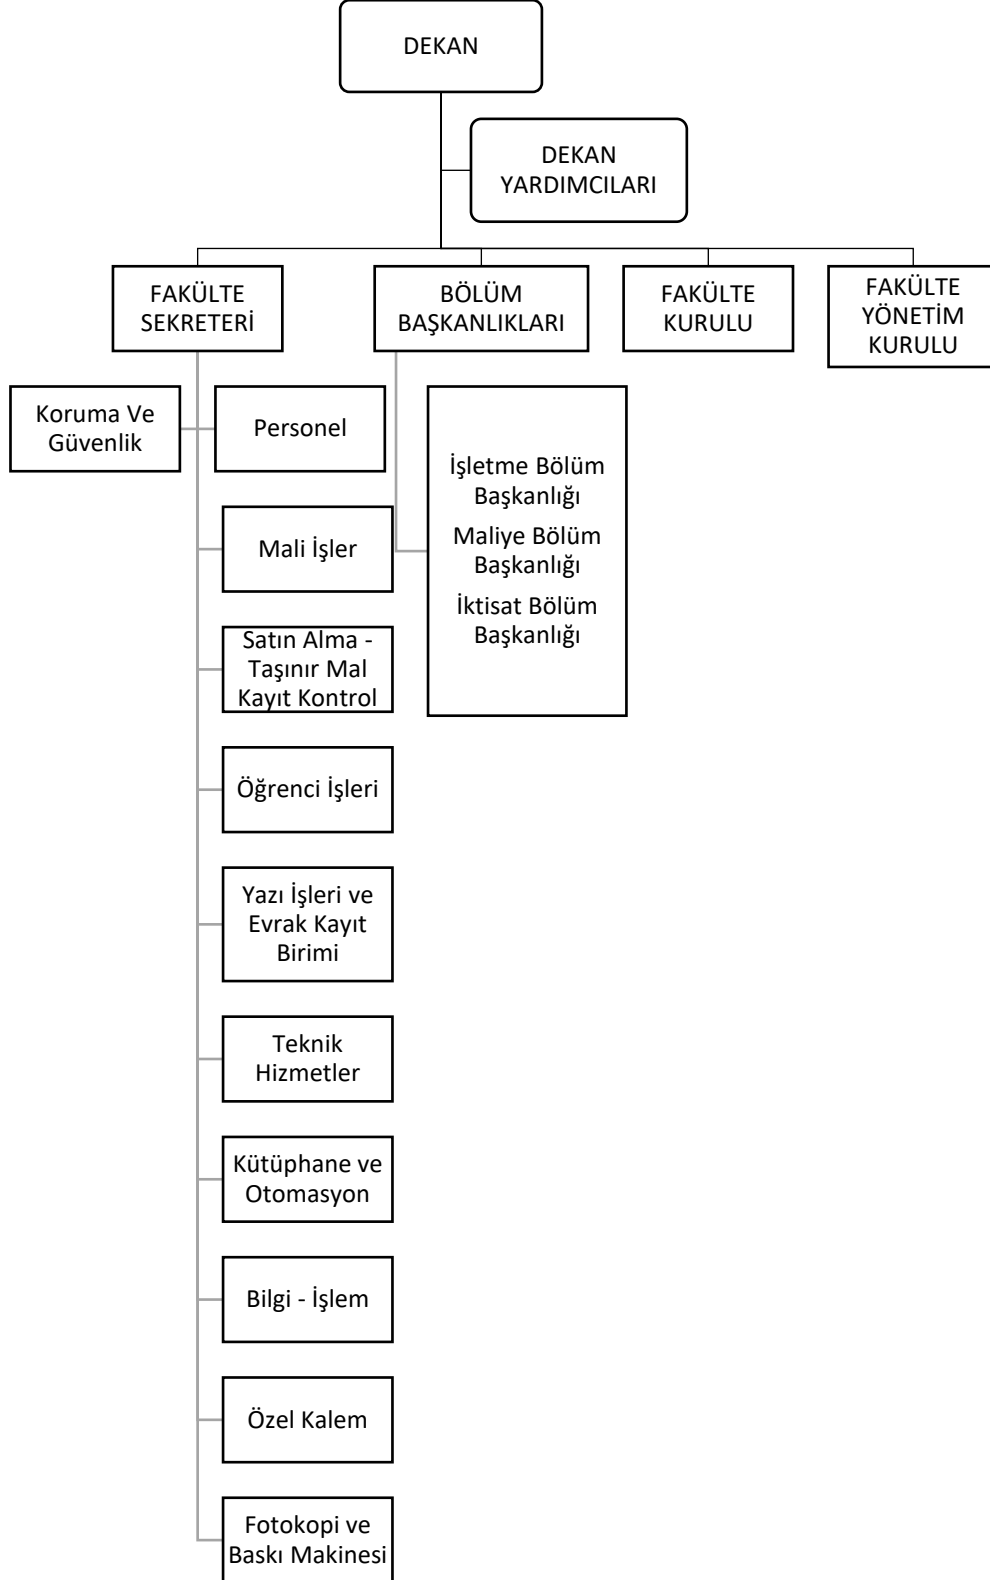 DEKAN
DEKAN
YARDIMCILARI
FAKÜLTE
SEKRETERİ
BÖLÜM
BAŞKANLIKLARI
FAKÜLTE
KURULU
FAKÜLTE
YÖNETİM
KURULU
Koruma Ve
Güvenlik
Personel
Mali İşler
Satın Alma -
Taşınır Mal
Kayıt Kontrol
Öğrenci İşleri
Yazı İşleri ve
Evrak Kayıt
Birimi
Teknik
Hizmetler
Kütüphane ve
Otomasyon
Bilgi - İşlem
Özel Kalem
Fotokopi ve
Baskı Makinesi
İşletme Bölüm
Başkanlığı
Maliye Bölüm
Başkanlığı
İktisat Bölüm
Başkanlığı